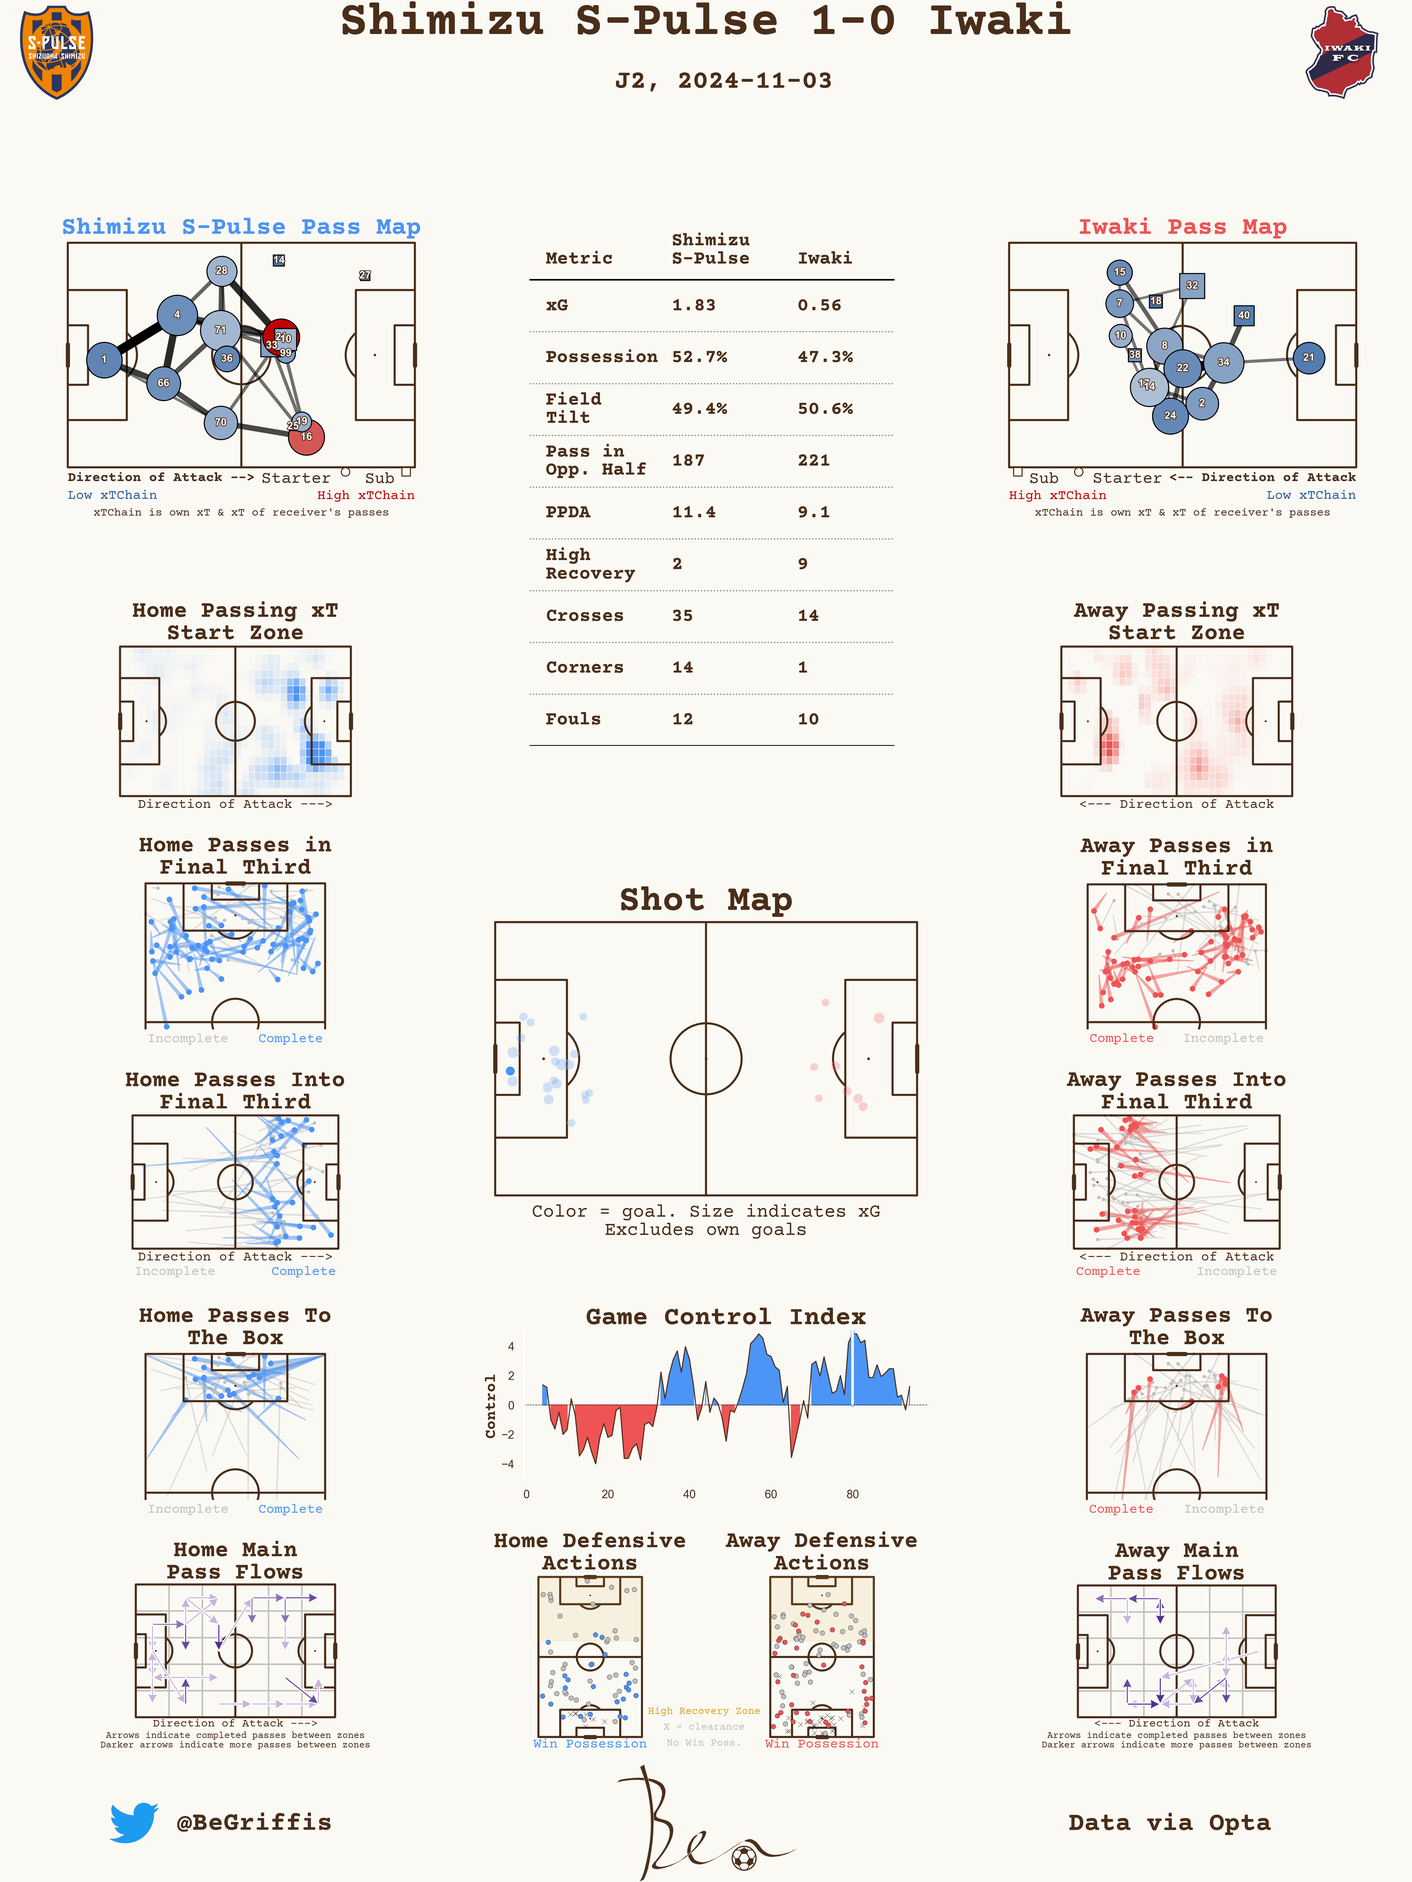 Shimizu S-Pulse 1-0 Iwaki
J2, 2024-11-03
S-PULSE
SHIZUOKA SHIMIZU
IWAKI
FC
Shimizu S-Pulse Pass Map
28
14
27
4
71
21
10
33
99
1
36
66
70
19
25
16
Direction of Attack --> Starter Sub
Low xTChain High xTChain
xTChain is own xT & xT of receiver's passes
Metric Shimizu S-Pulse Iwaki
xG 1.83 0.56
Possession 52.7% 47.3%
Field Tilt 49.4% 50.6%
Pass in Opp. Half 187 221
PPDA 11.4 9.1
High Recovery 2 9
Crosses 35 14
Corners 14 1
Fouls 12 10
Iwaki Pass Map
15
32
7
18
40
10
8
38
22
34
21
17
14
2
24
Sub Starter <-- Direction of Attack
High xTChain Low xTChain
xTChain is own xT & xT of receiver's passes
Home Passing xT
Start Zone
Direction of Attack --->
Away Passing xT
Start Zone
<--- Direction of Attack
Home Passes in
Final Third
Incomplete Complete
Away Passes in
Final Third
Complete Incomplete
Shot Map
Color = goal. Size indicates xG
Excludes own goals
Home Passes Into
Final Third
Direction of Attack --->
Incomplete Complete
Away Passes Into
Final Third
<--- Direction of Attack
Complete Incomplete
Home Passes To
The Box
Incomplete Complete
Game Control Index
Control
4
2
0
−2
−4
0 20 40 60 80
Away Passes To
The Box
Complete Incomplete
Home Main
Pass Flows
Direction of Attack --->
Arrows indicate completed passes between zones
Darker arrows indicate more passes between zones
Home Defensive
Actions
Win Possession
High Recovery Zone
X = clearance
No Win Poss.
Away Defensive
Actions
Win Possession
Away Main
Pass Flows
<--- Direction of Attack
Arrows indicate completed passes between zones
Darker arrows indicate more passes between zones
@BeGriffis
Ben
Data via Opta